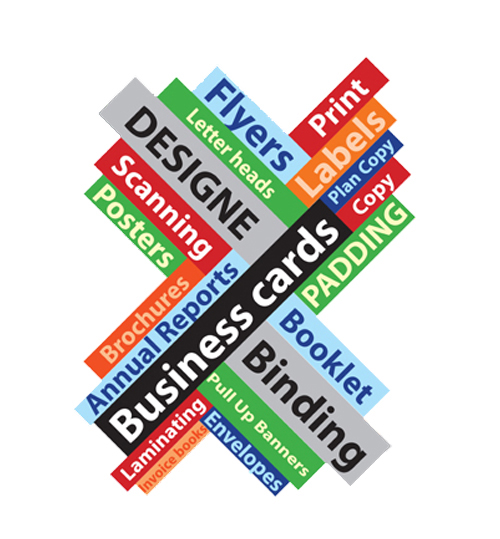 Print
Flyers
Labels
Letter heads
Plan Copy
DESIGNE
Copy
Scanning
PADDING
Posters
Business cards
Brochures
Annual Reports
Booklet
Binding
Pull Up Banners
Laminating
Envelopes
Invoice books